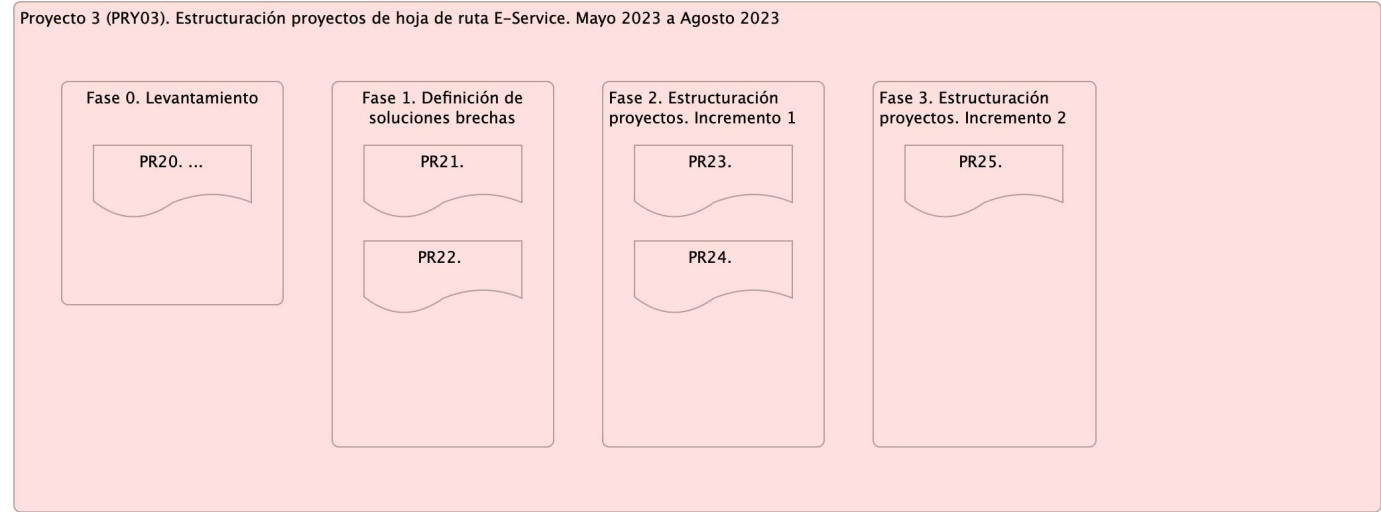 Proyecto 3 (PRY03). Estructuración proyectos de hoja de ruta E-Service. Mayo 2023 a Agosto 2023
Fase 0. Levantamiento
PR20. ...
Fase 1. Definición de
soluciones brechas
PR21.
PR22.
Fase 2. Estructuración
proyectos. Incremento 1
PR23.
PR24.
Fase 3. Estructuración
proyectos. Incremento 2
PR25.